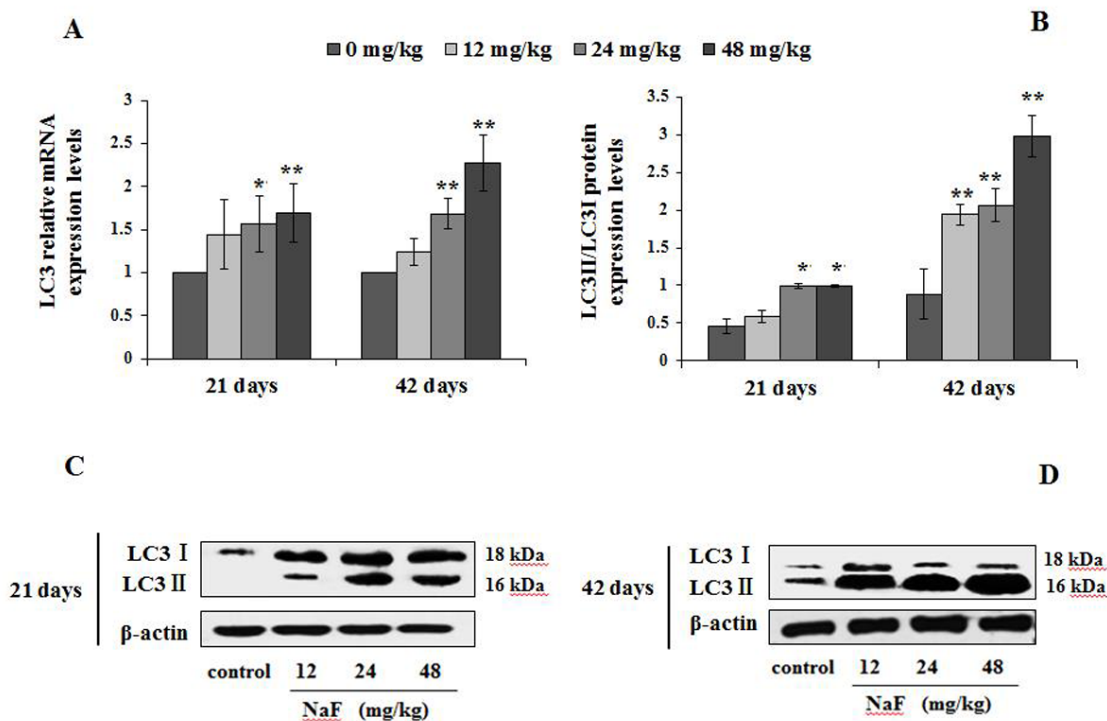 A
B
0 mg/kg 12 mg/kg 24 mg/kg 48 mg/kg
LC3 relative mRNA
expression levels
3
2.5
2
1.5
1
0.5
0
* ** ** **
21 days 42 days
LC3II/LC3I protein
expression levels
3.5
3
2.5
2
1.5
1
0.5
0
* * ** ** **
21 days 42 days
C
21 days
LC3 Ⅰ 18 kDa
LC3 Ⅱ 16 kDa
β-actin
control 12 24 48
NaF (mg/kg)
D
42 days
LC3 Ⅰ 18 kDa
LC3 Ⅱ 16 kDa
β-actin
control 12 24 48
NaF (mg/kg)